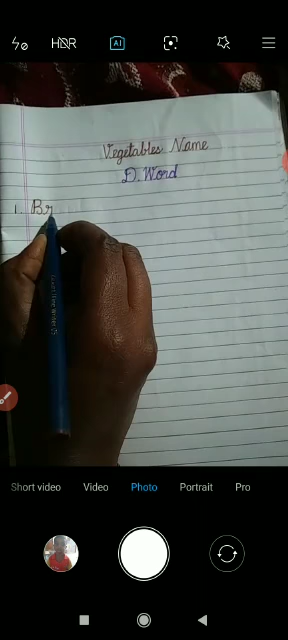 HDR
AI
Vegetables Name
D. Word
1. Br
Short video Video Photo Portrait Pro